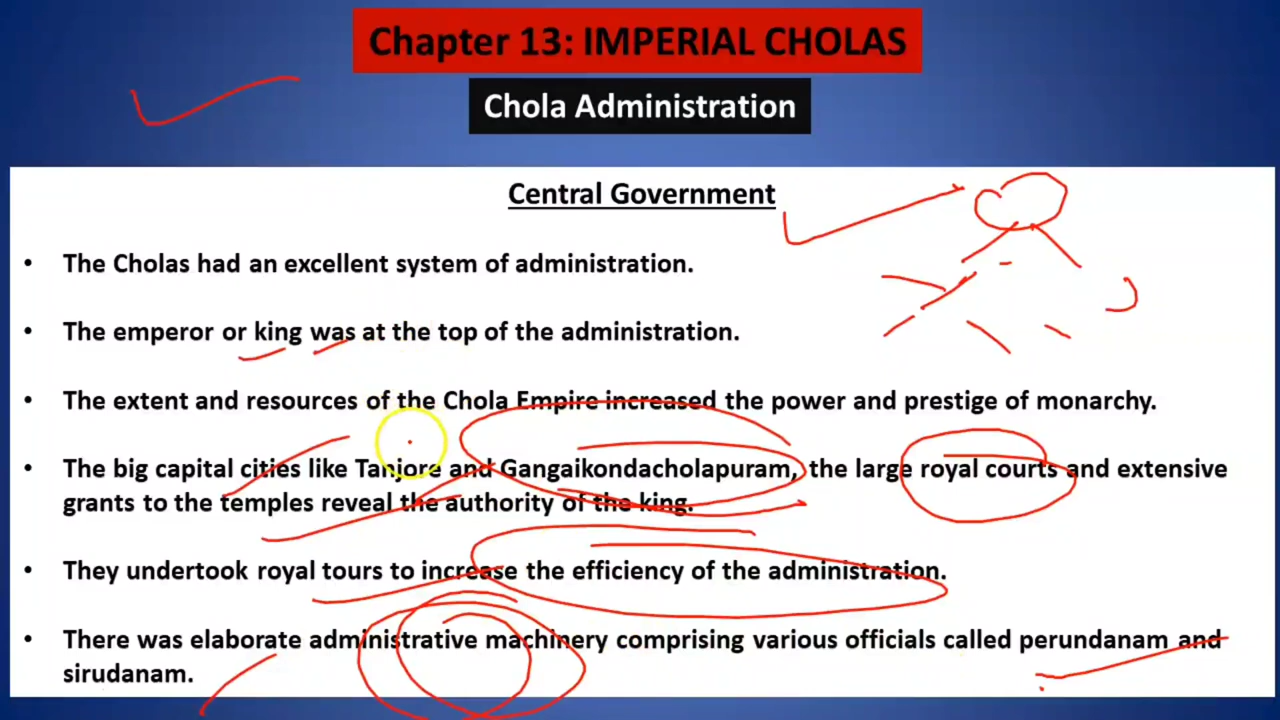 Chapter 13: IMPERIAL CHOLAS
Chola Administration
Central Government
• The Cholas had an excellent system of administration.
• The emperor or king was at the top of the administration.
• The extent and resources of the Chola Empire increased the power and prestige of monarchy.
• The big capital cities like Tanjore and Gangaikondacholapuram, the large royal courts and extensive
grants to the temples reveal the authority of the king.
• They undertook royal tours to increase the efficiency of the administration.
• There was elaborate administrative machinery comprising various officials called perundanam and
sirudanam.